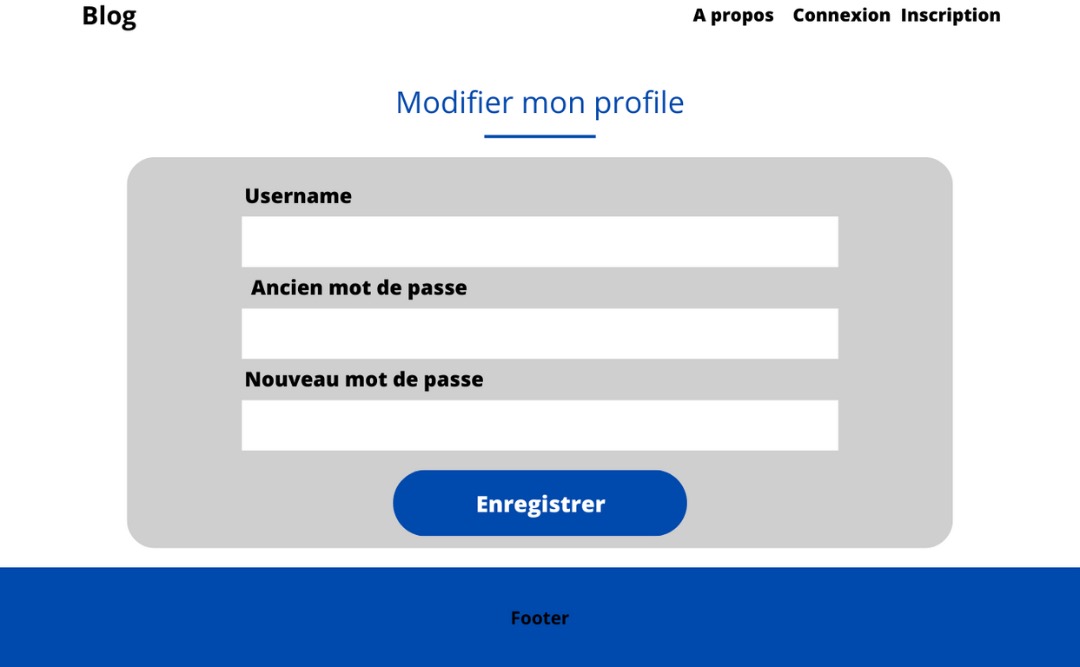 Blog
A propos Connexion Inscription
Modifier mon profile
Username
Ancien mot de passe
Nouveau mot de passe
Enregistrer
Footer